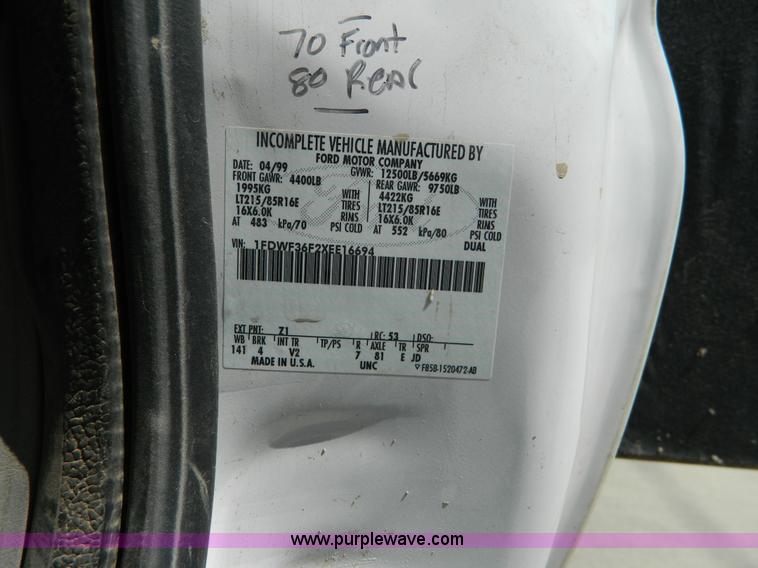 70 Front
80 Rear
INCOMPLETE VEHICLE MANUFACTURED BY
FORD MOTOR COMPANY
DATE: 04/99 GVWR: 12500LB/5669KG
FRONT GAWR: 4400LB REAR GAWR: 9750LB
1995KG WITH 4422KG WITH
LT215/85R16E TIRES LT215/85R16E TIRES
16X6.0K RIMS 16X6.0K RIMS
AT 483 kPa/70 PSI COLD AT 552 kPa/80 PSI COLD
DUAL
VIN: 1FDWF36F2XEE16694
EXT PNT: Z1 RC: 53 DSO:
WB BRK INT TR TP/PS R AXLE TR SPR
141 4 V2 7 81 E JD
MADE IN U.S.A. UNC F85B-1520472-AB
www.purplewave.com